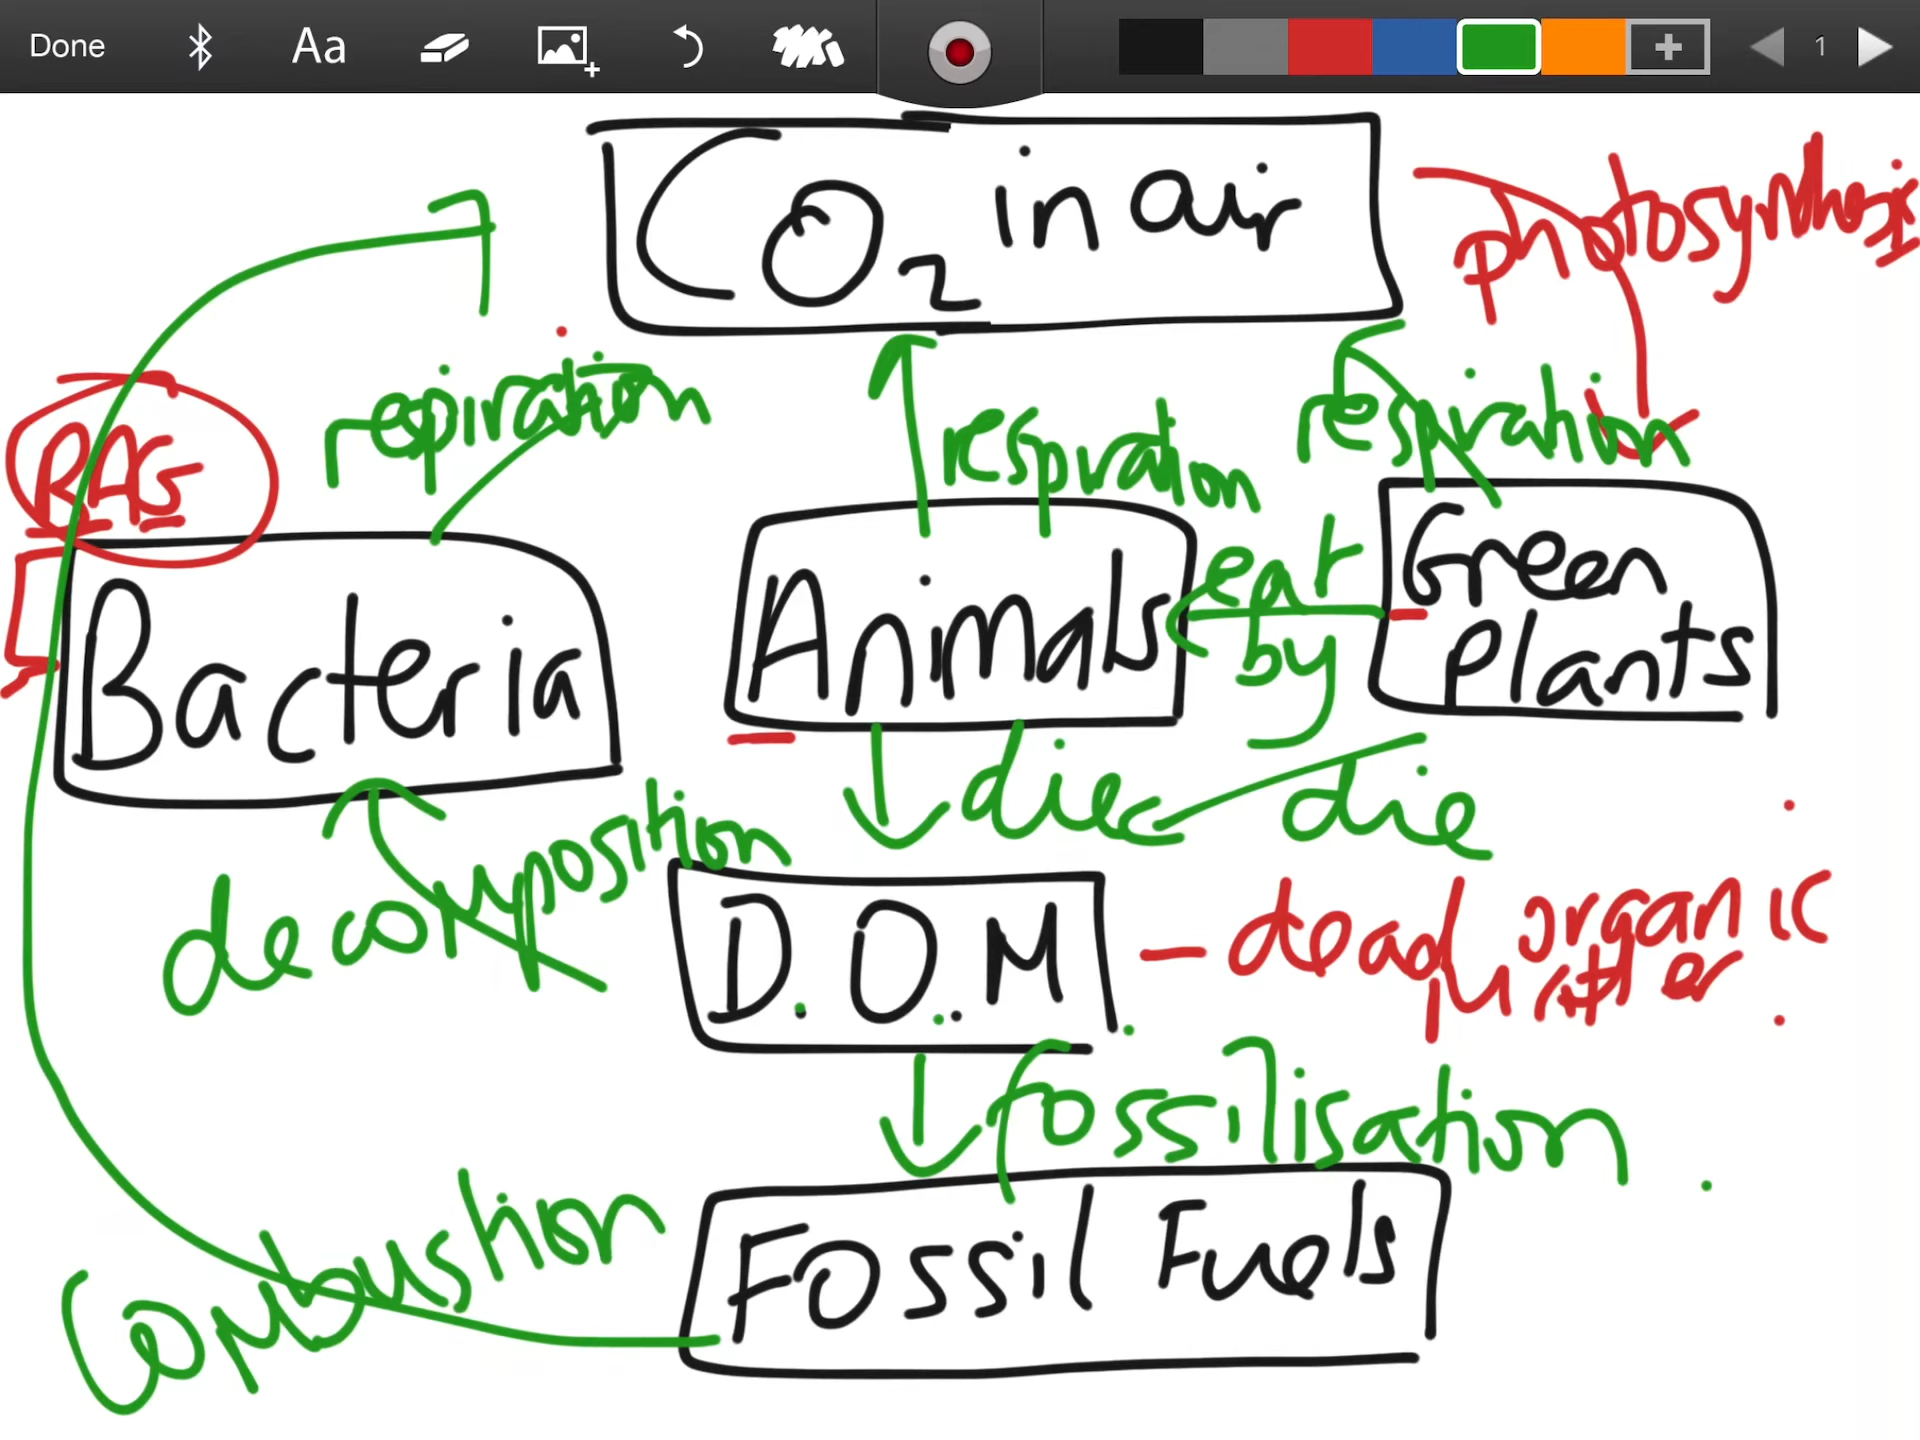 Done
Aa
1
CO2 in air
photosynthesis
respiration
respiration
respiration
BAG
Bacteria
Animals
eat
by
Green
Plants
die
die
decomposition
D.O.M
– dead organic
matter
fossilisation
Combustion
Fossil Fuels